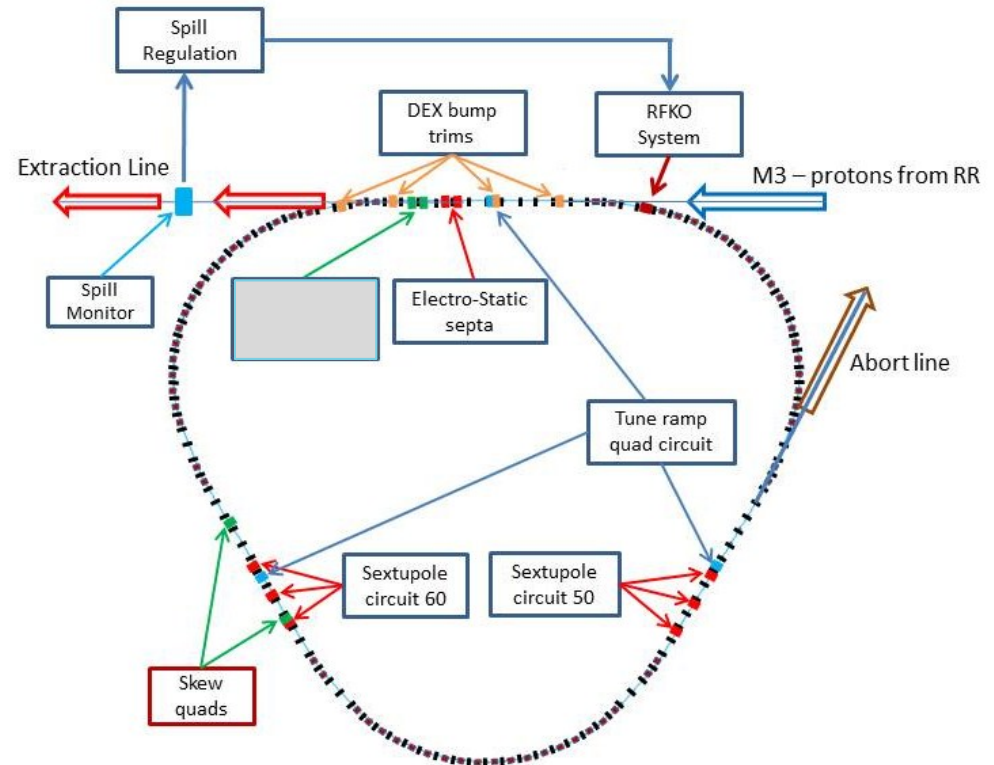 Spill
Regulation
DEX bump
trims
RFKO
System
Extraction Line
M3 – protons from RR
Spill
Monitor
Electro-Static
septa
Abort line
Tune ramp
quad circuit
Sextupole
circuit 60
Sextupole
circuit 50
Skew
quads